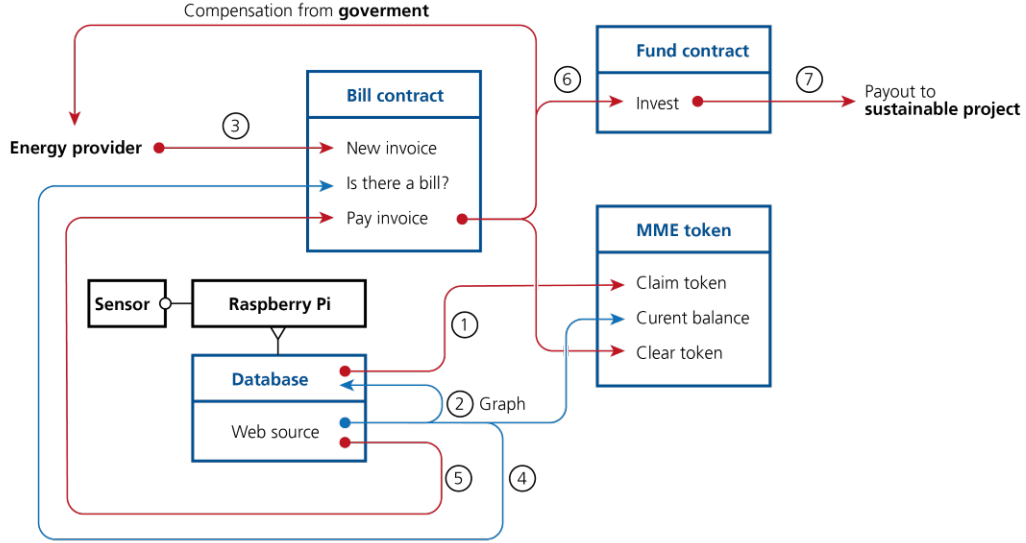 Compensation from goverment
Fund contract
6
7
Invest
Payout to
sustainable project
Bill contract
3
Energy provider
New invoice
Is there a bill?
Pay invoice
MME token
Claim token
Curent balance
Clear token
Sensor
Raspberry Pi
1
Database
2 Graph
Web source
5
4